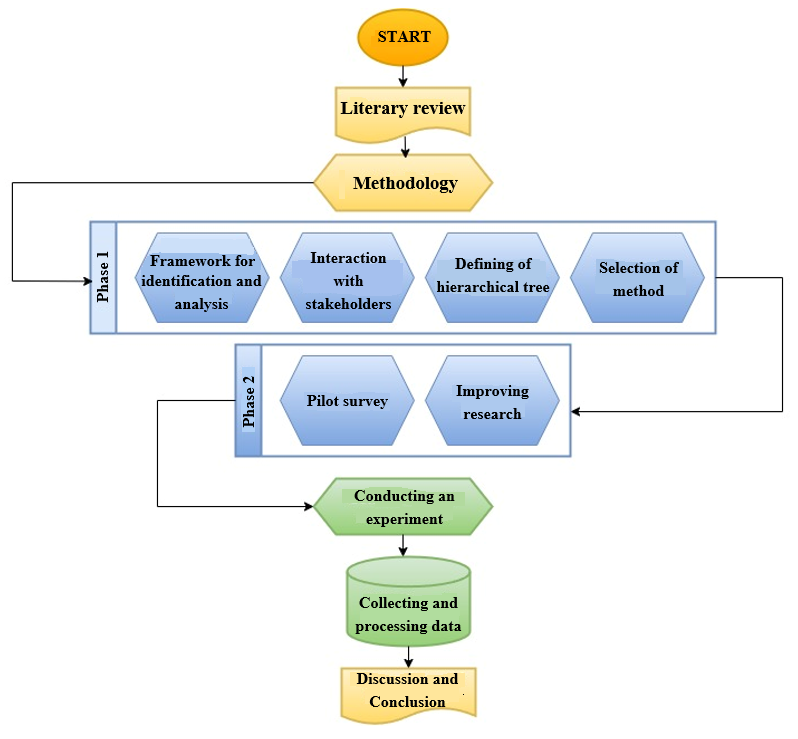 START
Literary review
Methodology
Phase 1
Framework for
identification and
analysis
Interaction
with
stakeholders
Defining of
hierarchical tree
Selection of
method
Phase 2
Pilot survey
Improving
research
Conducting an
experiment
Collecting and
processing data
Discussion and
Conclusion